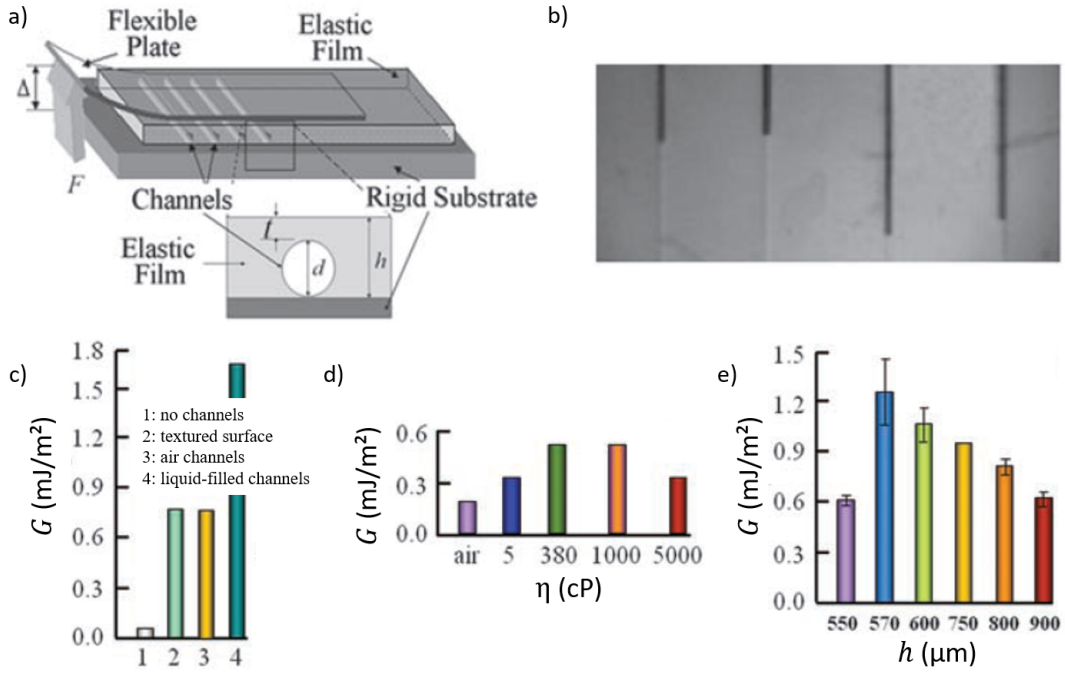 a)
Flexible
Plate
Elastic
Film
Δ
F
Channels
Rigid Substrate
Elastic
Film
t
d
h
b)
c)
G (mJ/m²)
1.8
1.5
1.2
0.9
0.6
0.3
0.0
1: no channels
2: textured surface
3: air channels
4: liquid-filled channels
1 2 3 4
d)
G (mJ/m²)
0.6
0.3
0.0
air 5 380 1000 5000
η (cP)
e)
G (mJ/m²)
1.5
1.2
0.9
0.6
0.3
0.0
550 570 600 750 800 900
h (μm)